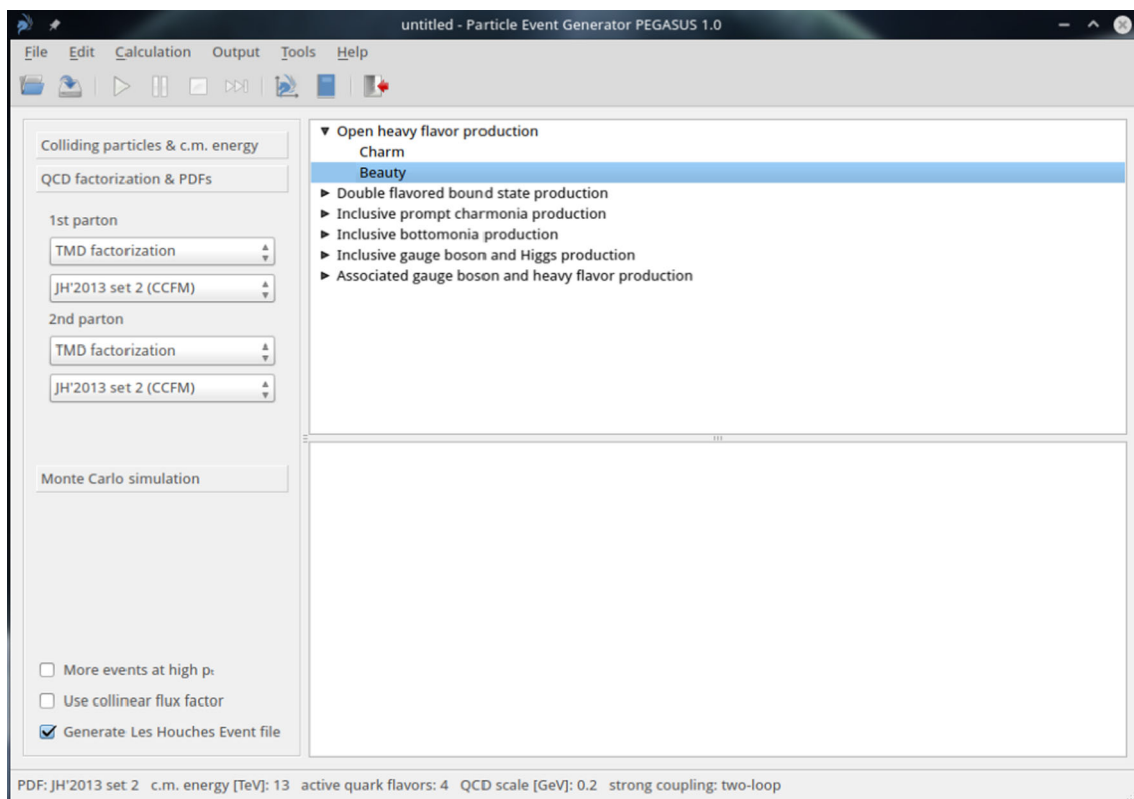 untitled - Particle Event Generator PEGASUS 1.0
File Edit Calculation Output Tools Help
Colliding particles & c.m. energy
QCD factorization & PDFs
1st parton
TMD factorization
JH'2013 set 2 (CCFM)
2nd parton
TMD factorization
JH'2013 set 2 (CCFM)
Monte Carlo simulation
More events at high pt
Use collinear flux factor
Generate Les Houches Event file
Open heavy flavor production
Charm
Beauty
Double flavored bound state production
Inclusive prompt charmonia production
Inclusive bottomonia production
Inclusive gauge boson and Higgs production
Associated gauge boson and heavy flavor production
PDF: JH'2013 set 2 c.m. energy [TeV]: 13 active quark flavors: 4 QCD scale [GeV]: 0.2 strong coupling: two-loop